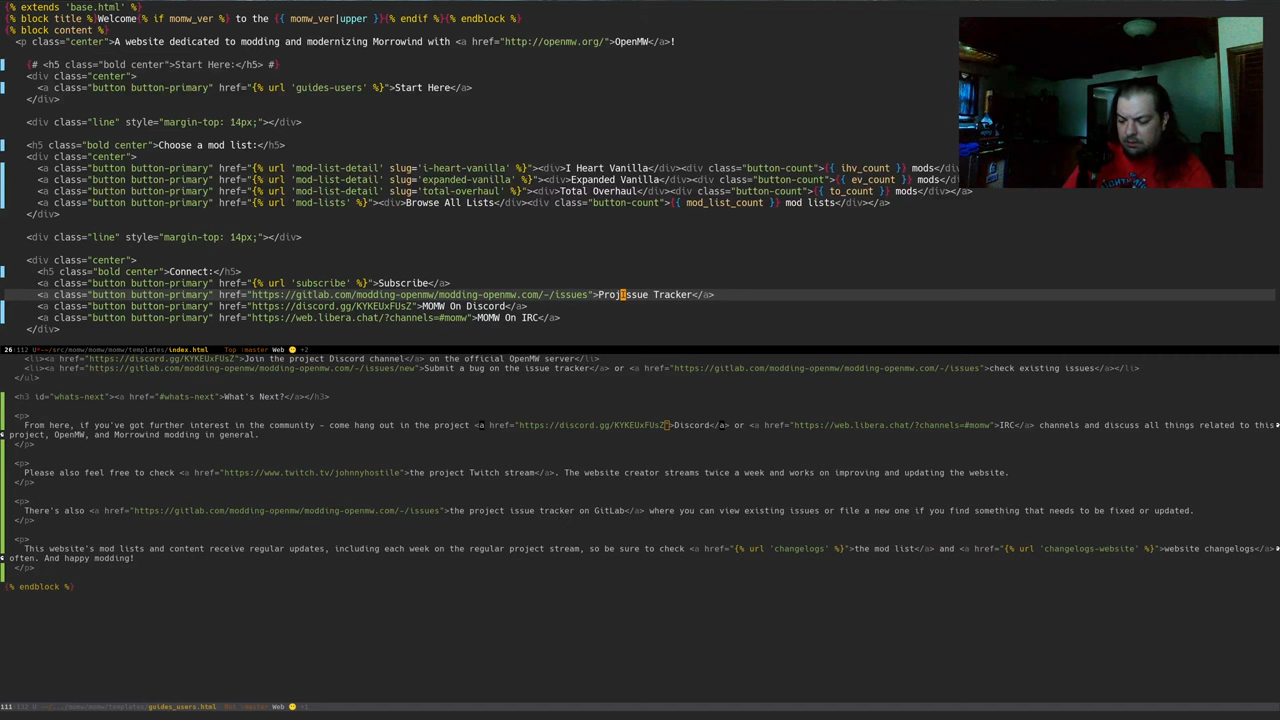 {% extends 'base.html' %}
{% block title %}Welcome{% if momw_ver %} to the {{ momw_ver|upper }}{% endif %}{% endblock %}
{% block content %}
<p class="center">A website dedicated to modding and modernizing Morrowind with <a href="http://openmw.org/">OpenMW</a>!
{# <h5 class="bold center">Start Here:</h5> #}
<div class="center">
<a class="button button-primary" href="{% url 'guides-users' %}">Start Here</a>
</div>
<div class="line" style="margin-top: 14px;"></div>
<h5 class="bold center">Choose a mod list:</h5>
<div class="center">
<a class="button button-primary" href="{% url 'mod-list-detail' slug='i-heart-vanilla' %}"><div>I Heart Vanilla</div><div class="button-count">{{ ihv_count }} mods</di
<a class="button button-primary" href="{% url 'mod-list-detail' slug='expanded-vanilla' %}"><div>Expanded Vanilla</div><div class="button-count">{{ ev_count }} mods</d
<a class="button button-primary" href="{% url 'mod-list-detail' slug='total-overhaul' %}"><div>Total Overhaul</div><div class="button-count">{{ to_count }} mods</div></a>
<a class="button button-primary" href="{% url 'mod-lists' %}"><div>Browse All Lists</div><div class="button-count">{{ mod_list_count }} mod lists</div></a>
</div>
<div class="line" style="margin-top: 14px;"></div>
<div class="center">
<h5 class="bold center">Connect:</h5>
<a class="button button-primary" href="{% url 'subscribe' %}">Subscribe</a>
<a class="button button-primary" href="https://gitlab.com/modding-openmw/modding-openmw.com/-/issues">ProjIssue Tracker</a>
<a class="button button-primary" href="https://discord.gg/KYKEUxFUsZ">MOMW On Discord</a>
<a class="button button-primary" href="https://web.libera.chat/?channels=#momw">MOMW On IRC</a>
</div>
26:112 U*--~/src/momw/momw/momw/templates/index.html Top :master Web +2
<li><a href="https://discord.gg/KYKEUxFUsZ">Join the project Discord channel</a> on the official OpenMW server</li>
<li><a href="https://gitlab.com/modding-openmw/modding-openmw.com/-/issues/new">Submit a bug on the issue tracker</a> or <a href="https://gitlab.com/modding-openmw/modding-openmw.com/-/issues">check existing issues</a></li>
</ul>
<h3 id="whats-next"><a href="#whats-next">What's Next?</a></h3>
<p>
From here, if you've got further interest in the community - come hang out in the project <a href="https://discord.gg/KYKEUxFUsZ">Discord</a> or <a href="https://web.libera.chat/?channels=#momw">IRC</a> channels and discuss all things related to this
project, OpenMW, and Morrowind modding in general.
</p>
<p>
Please also feel free to check <a href="https://www.twitch.tv/johnnyhostile">the project Twitch stream</a>. The website creator streams twice a week and works on improving and updating the website.
</p>
<p>
There's also <a href="https://gitlab.com/modding-openmw/modding-openmw.com/-/issues">the project issue tracker on GitLab</a> where you can view existing issues or file a new one if you find something that needs to be fixed or updated.
</p>
<p>
This website's mod lists and content receive regular updates, including each week on the regular project stream, so be sure to check <a href="{% url 'changelogs' %}">the mod list</a> and <a href="{% url 'changelogs-website' %}">website changelogs</a>
often. And happy modding!
</p>
{% endblock %}
templates/guides_users.html Bot :master Web